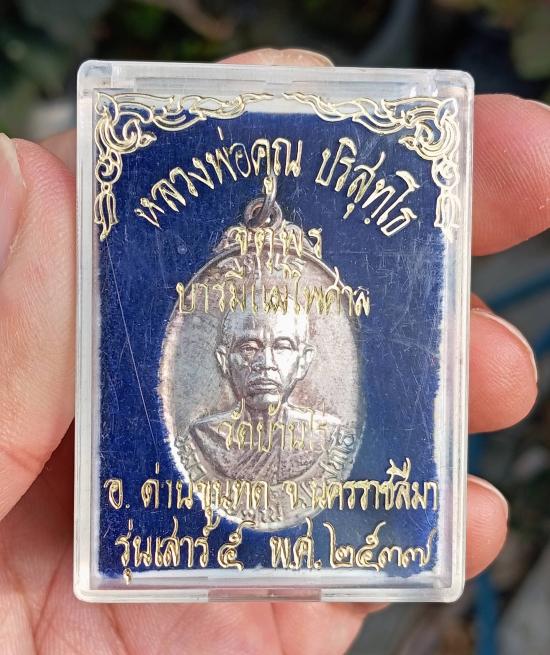 หลวงพ่อคูณ ปริสุทฺโธ
จตุพร
บารมีแผ่ไพศาล
วัดบ้านไร่
อ. ด่านขุนทด จ.นครราชสีมา
รุ่นเสาร์ ๕ พ.ศ. ๒๕๓๗